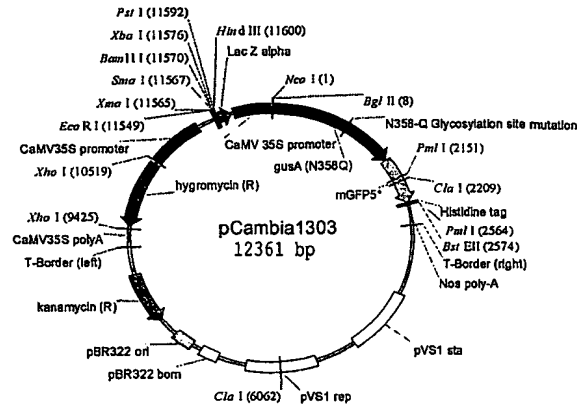 Pst I (11592)
Xba I (11576)
BamHI I (11570)
Sma I (11567)
Xma I (11565)
Eco R I (11549)
CaMV35S promoter
Xho I (10519)
hygromycin (R)
Xho I (9425)
CaMV35S polyA
T-Border (left)
kanamycin (R)
pBR322 ori
pBR322 bom
Cla I (6062)
pVS1 rep
pVS1 sta
Hind III (11600)
Lac Z alpha
Nco I (1)
Bgl II (8)
N358-Q Glycosylation site mutation
CaMV 35S promoter
gusA (N358Q)
Pml I (2151)
mGFP5*
Cla I (2209)
Histidine tag
Pml I (2564)
Bst EII (2574)
T-Border (right)
Nos poly-A
pCambia1303
12361 bp